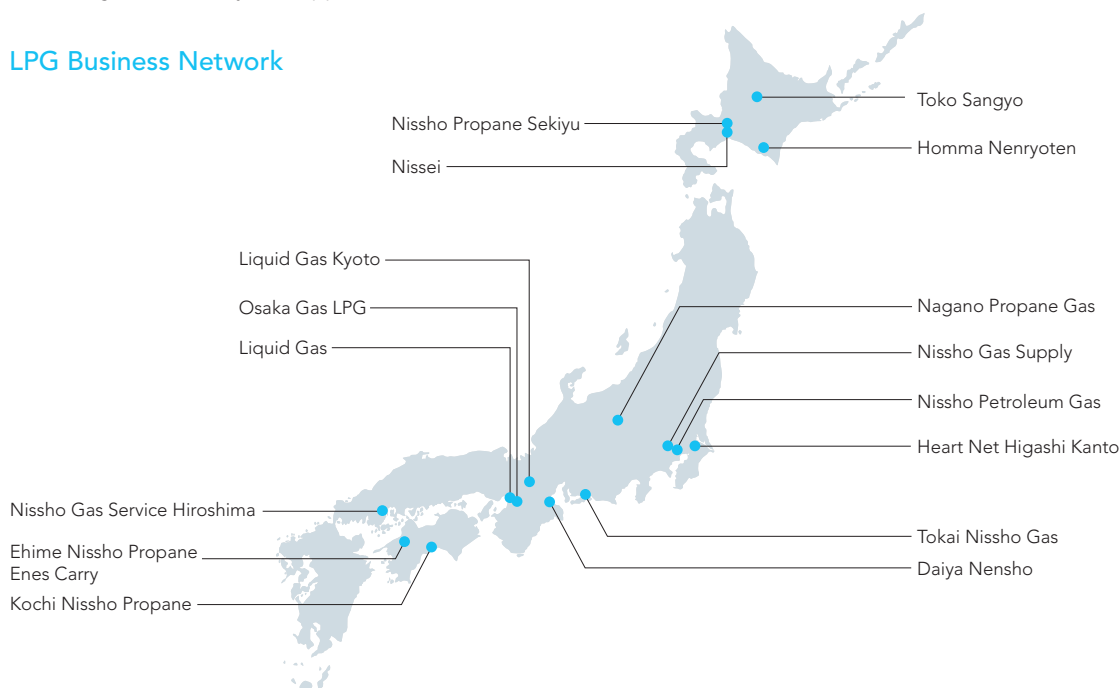 LPG Business Network
Toko Sangyo
Nissho Propane Sekiyu
Homma Nenryoten
Nissei
Liquid Gas Kyoto
Osaka Gas LPG
Nagano Propane Gas
Liquid Gas
Nissho Gas Supply
Nissho Petroleum Gas
Heart Net Higashi Kanto
Nissho Gas Service Hiroshima
Tokai Nissho Gas
Ehime Nissho Propane
Enes Carry
Daiya Nensho
Kochi Nissho Propane